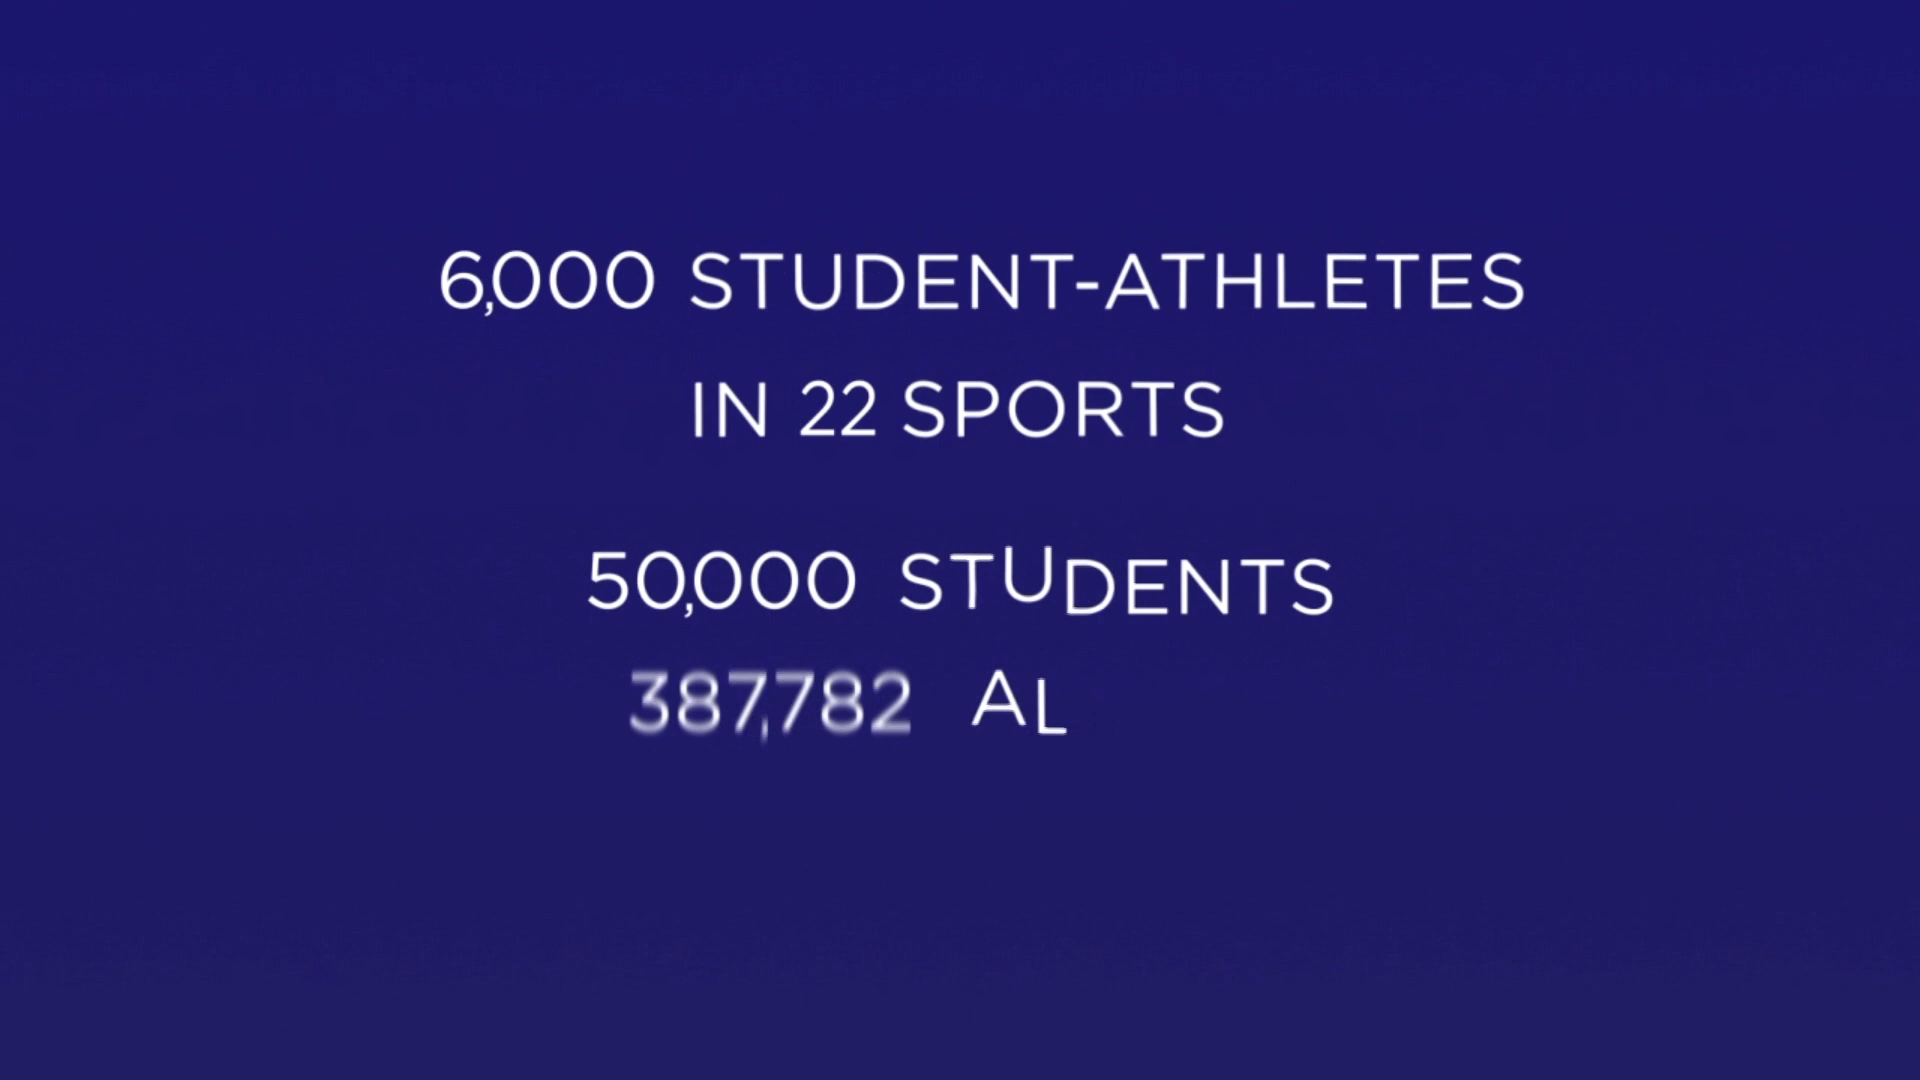 6,000 STUDENT-ATHLETES
IN 22 SPORTS
50,000 STUDENTS
387,782 AL